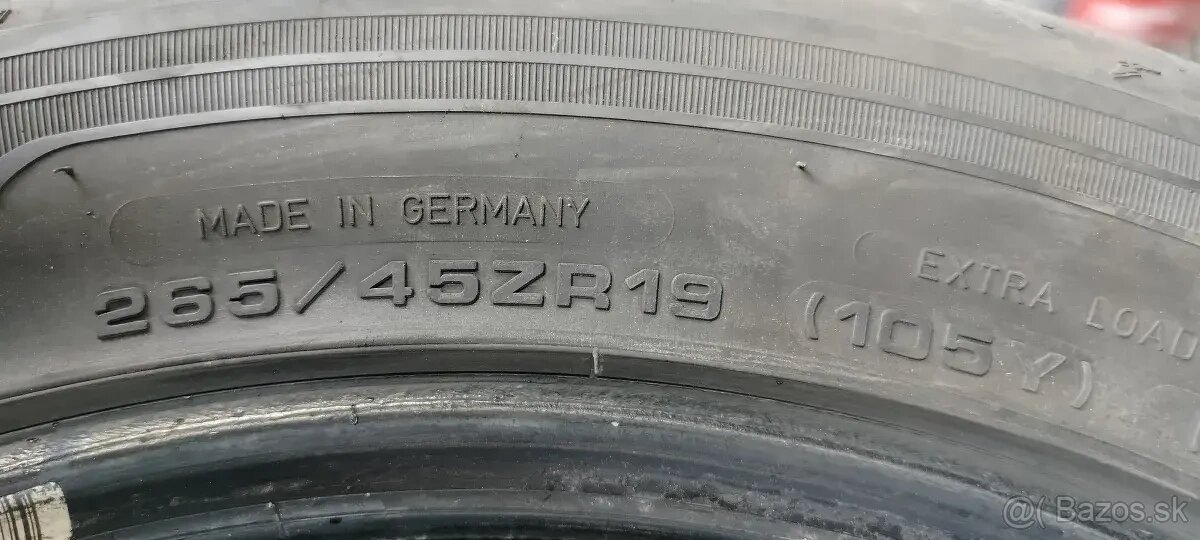 MADE IN GERMANY
EXTRA LOAD
265/45ZR19 (105Y)
@( Bazos.sk